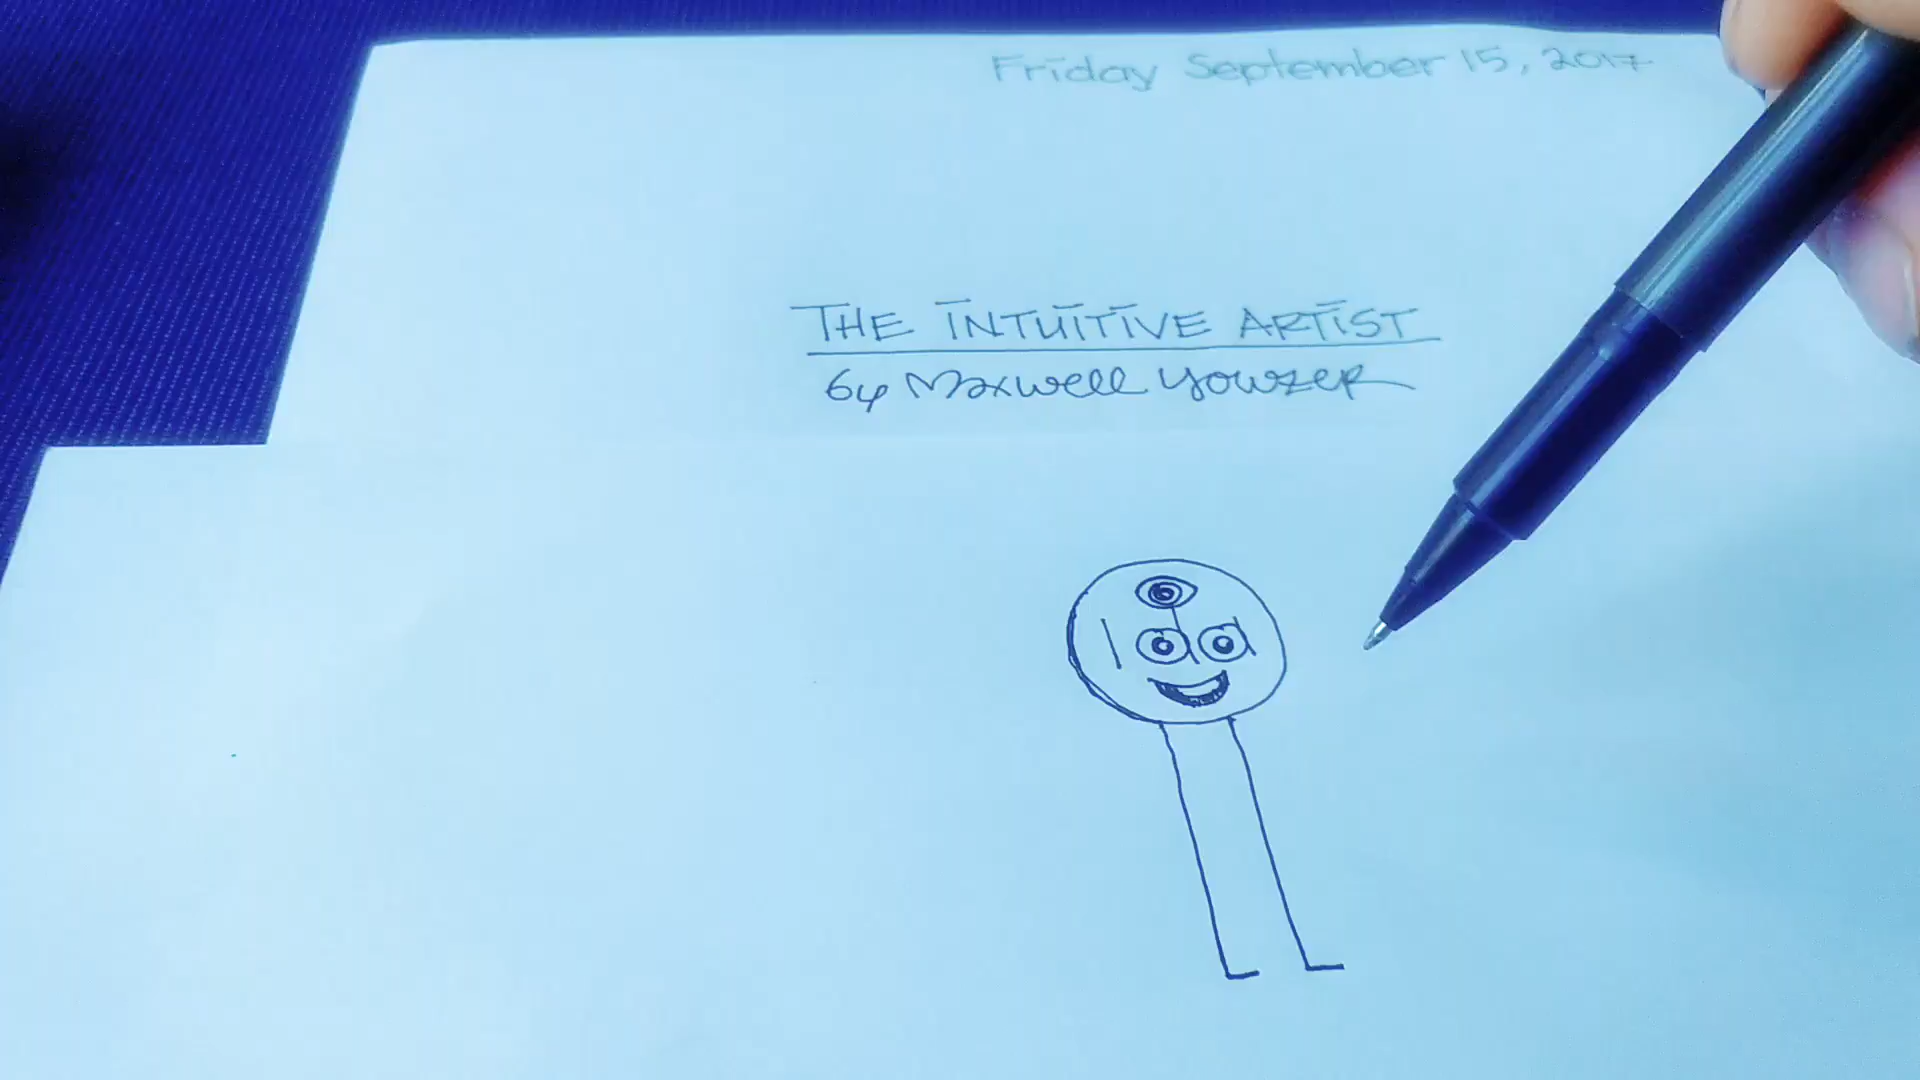 Friday September 15, 2017
THE INTUITIVE ARTIST
by Maxwell Yowzer